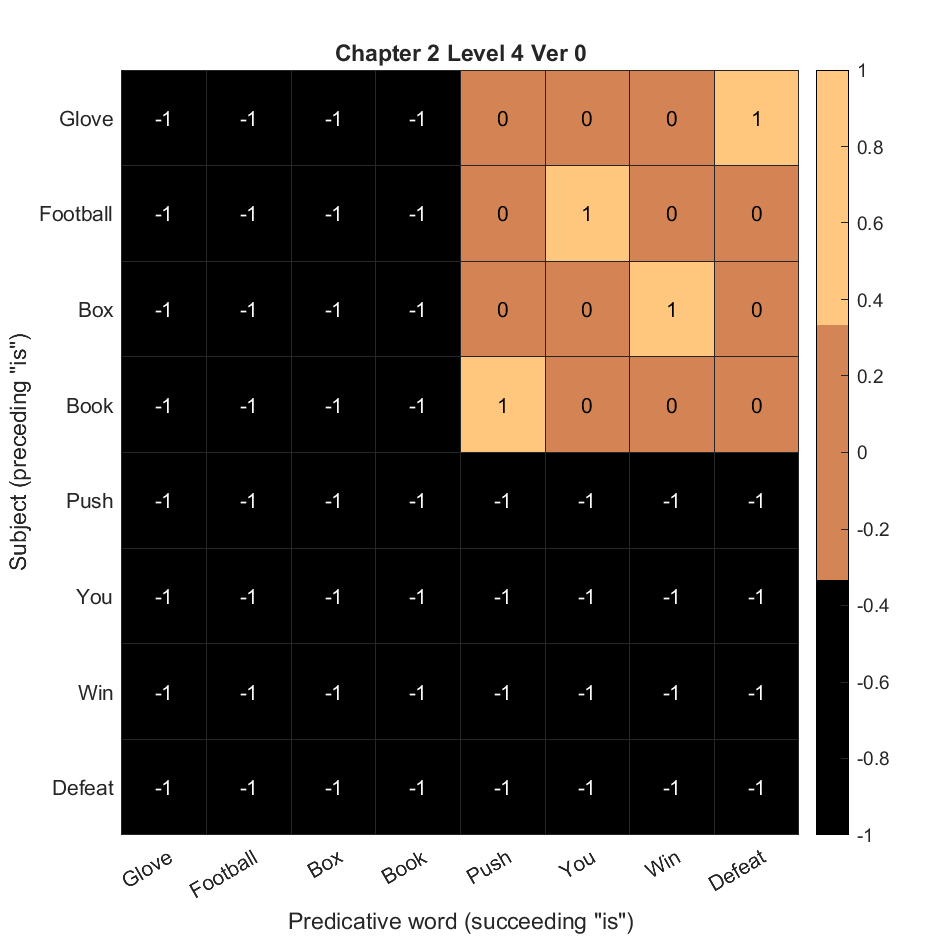 Chapter 2 Level 4 Ver 0
Subject (preceding "is")
Glove -1 -1 -1 -1 0 0 0 1
Football -1 -1 -1 -1 0 1 0 0
Box -1 -1 -1 -1 0 0 1 0
Book -1 -1 -1 -1 1 0 0 0
Push -1 -1 -1 -1 -1 -1 -1 -1
You -1 -1 -1 -1 -1 -1 -1 -1
Win -1 -1 -1 -1 -1 -1 -1 -1
Defeat -1 -1 -1 -1 -1 -1 -1 -1
Glove Football Box Book Push You Win Defeat
Predicative word (succeeding "is")
1
0.8
0.6
0.4
0.2
0
-0.2
-0.4
-0.6
-0.8
-1